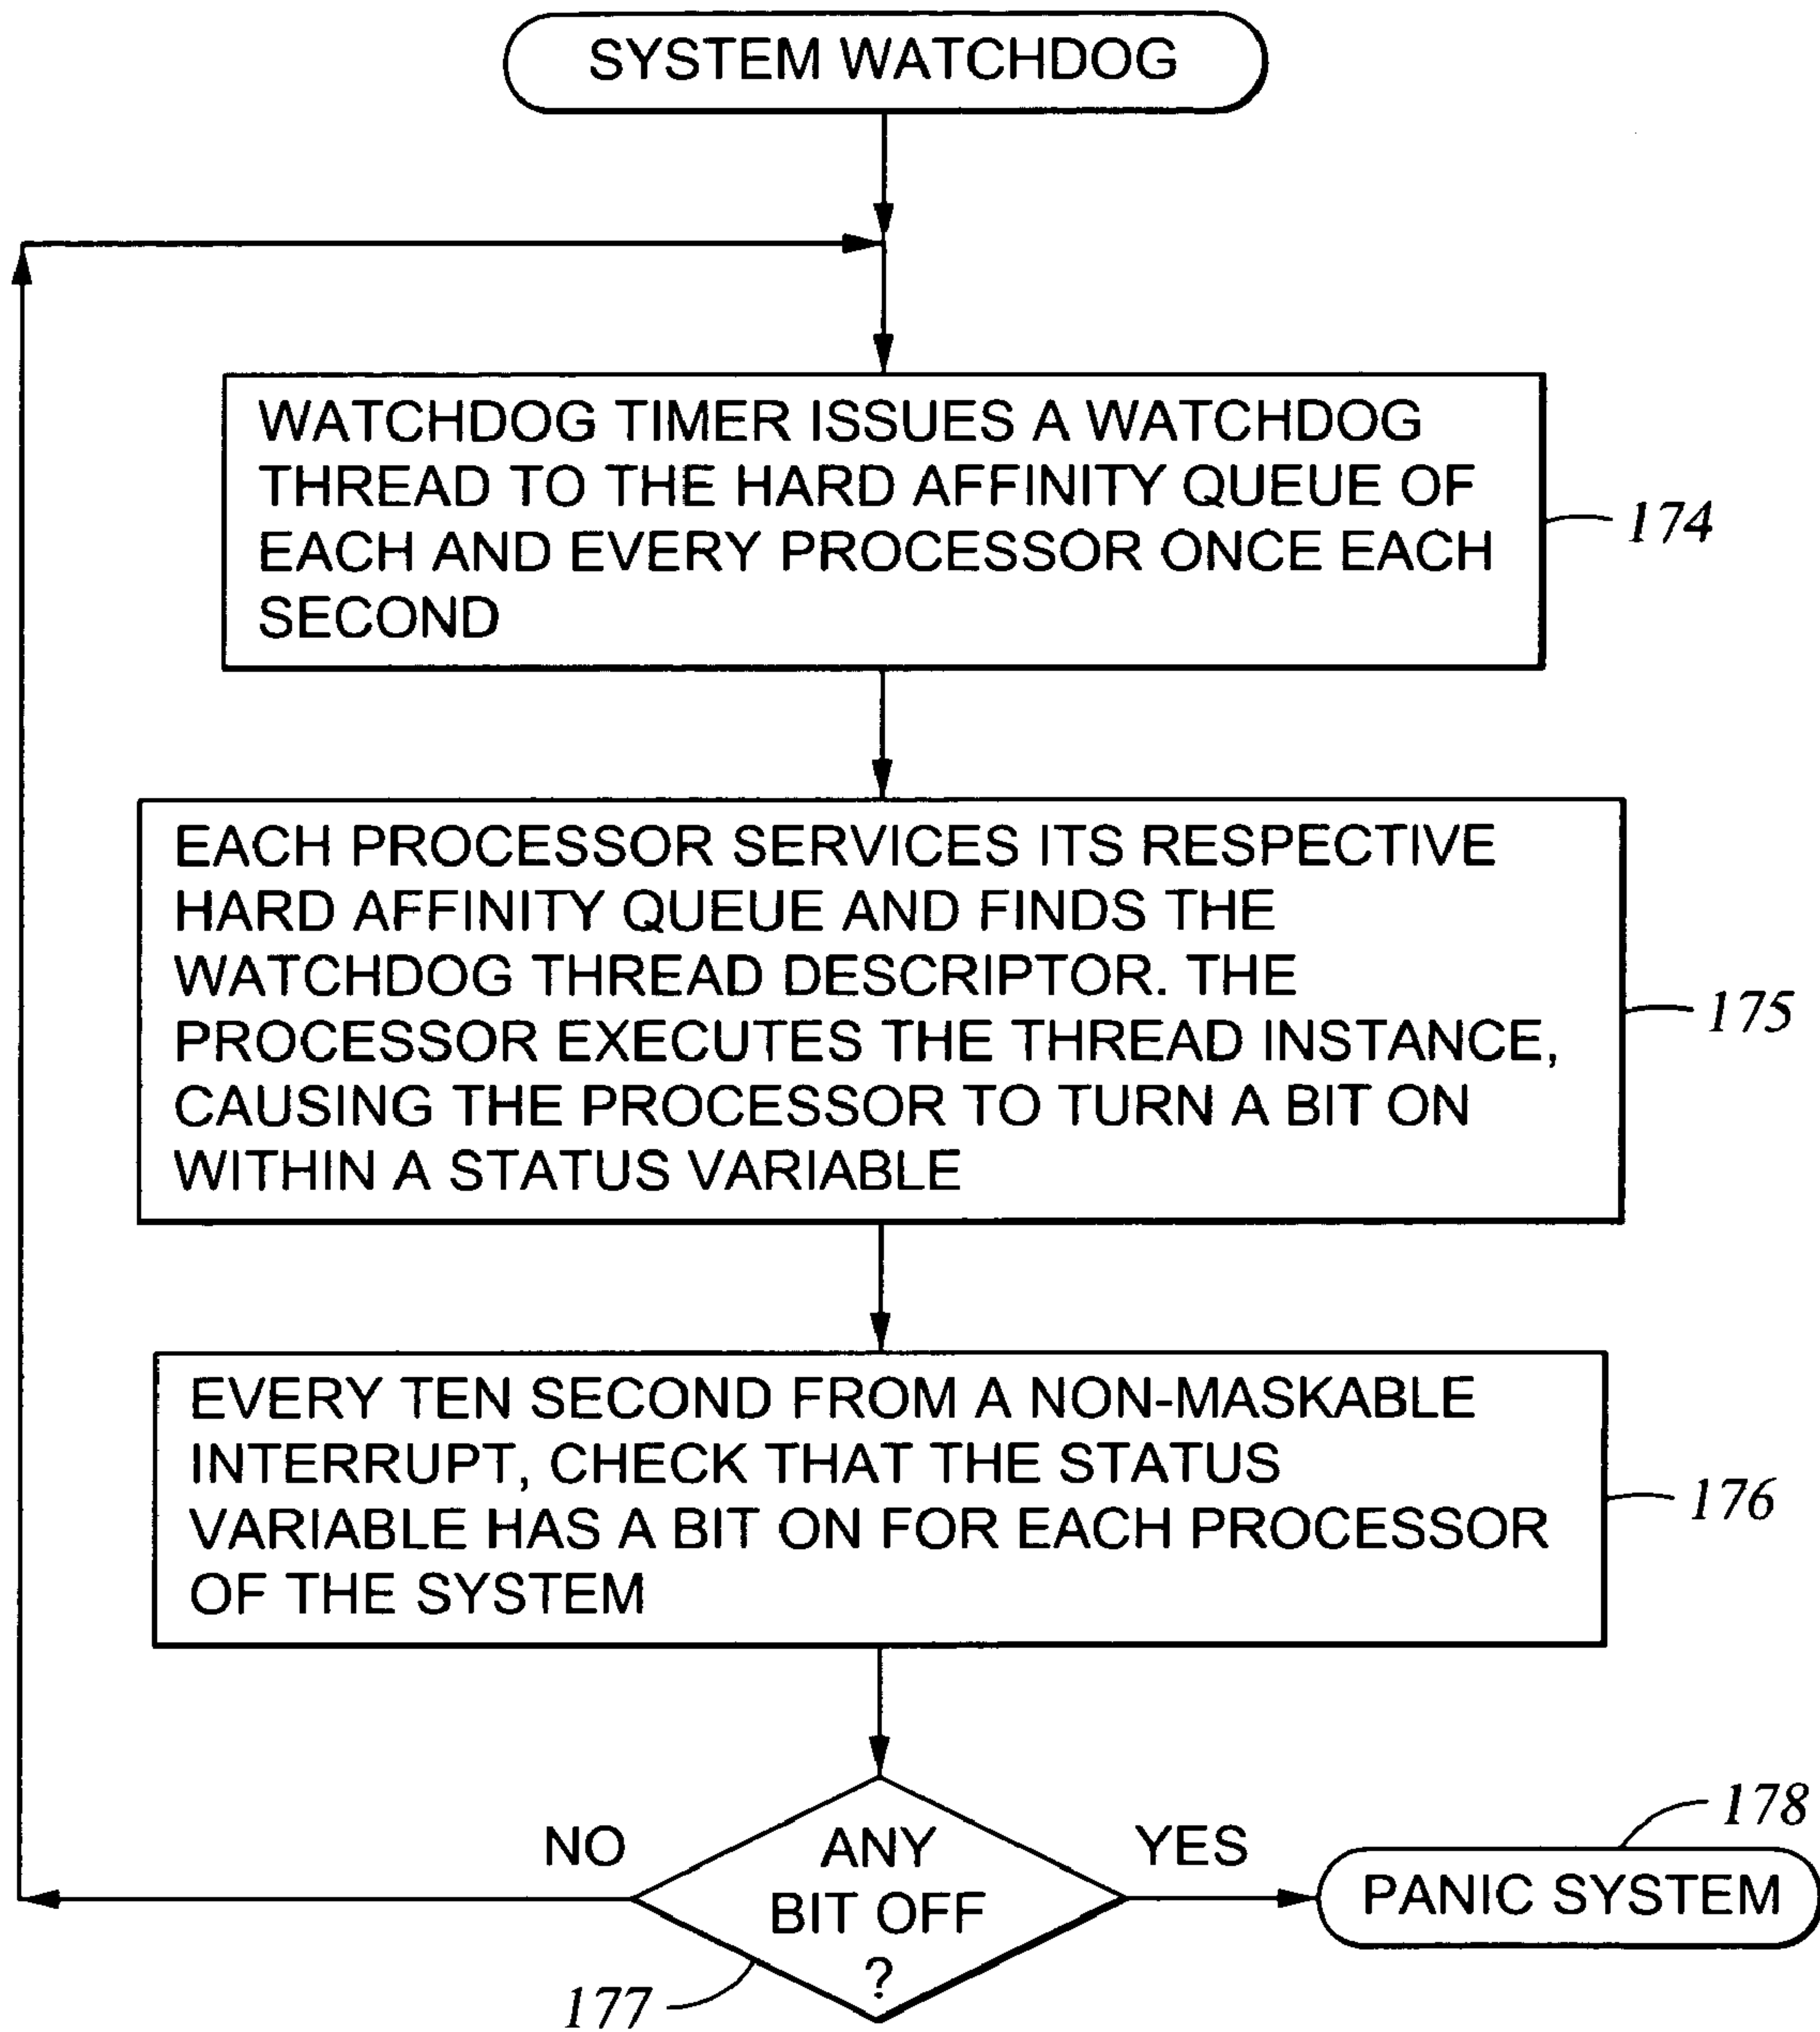 SYSTEM WATCHDOG
WATCHDOG TIMER ISSUES A WATCHDOG
THREAD TO THE HARD AFFINITY QUEUE OF
EACH AND EVERY PROCESSOR ONCE EACH
SECOND
174
EACH PROCESSOR SERVICES ITS RESPECTIVE
HARD AFFINITY QUEUE AND FINDS THE
WATCHDOG THREAD DESCRIPTOR. THE
PROCESSOR EXECUTES THE THREAD INSTANCE,
CAUSING THE PROCESSOR TO TURN A BIT ON
WITHIN A STATUS VARIABLE
175
EVERY TEN SECOND FROM A NON-MASKABLE
INTERRUPT, CHECK THAT THE STATUS
VARIABLE HAS A BIT ON FOR EACH PROCESSOR
OF THE SYSTEM
176
NO
ANY
BIT OFF
?
YES
177
178
PANIC SYSTEM